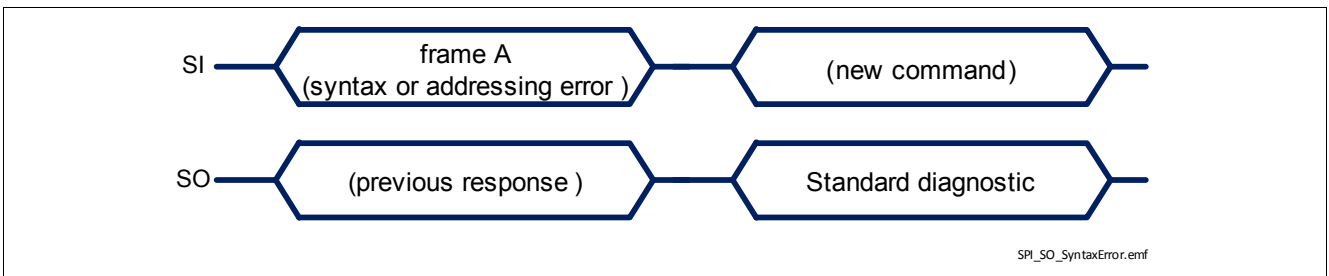 SI
frame A
(syntax or addressing error )
(new command)
SO
(previous response )
Standard diagnostic
SPI_SO_SyntaxError.emf